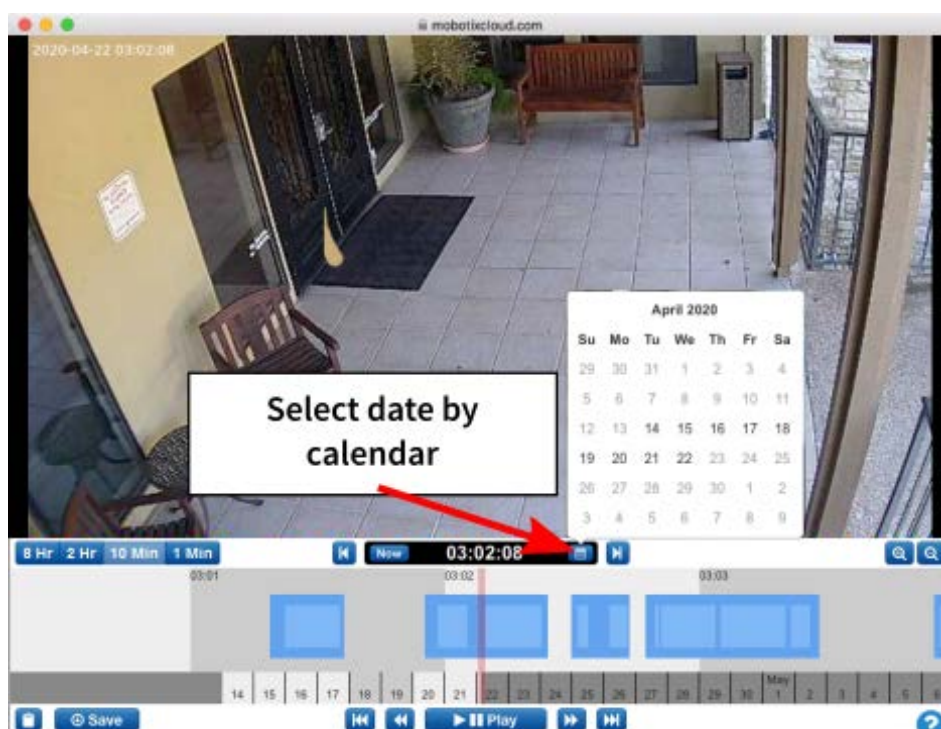 mobotixcloud.com
2020-04-22 03:02:08
April 2020
Su Mo Tu We Th Fr Sa
29 30 31 1 2 3 4
5 6 7 8 9 10 11
12 13 14 15 16 17 18
19 20 21 22 23 24 25
26 27 28 29 30 1 2
3 4 5 6 7 8 9
Select date by
calendar
8 Hr 2 Hr 10 Min 1 Min Now 03:02:08
03:01 03:02 03:03
May
14 15 16 17 18 19 20 21 22 23 24 25 26 27 28 29 30 1 2 3 4 5 6
Save Play ?